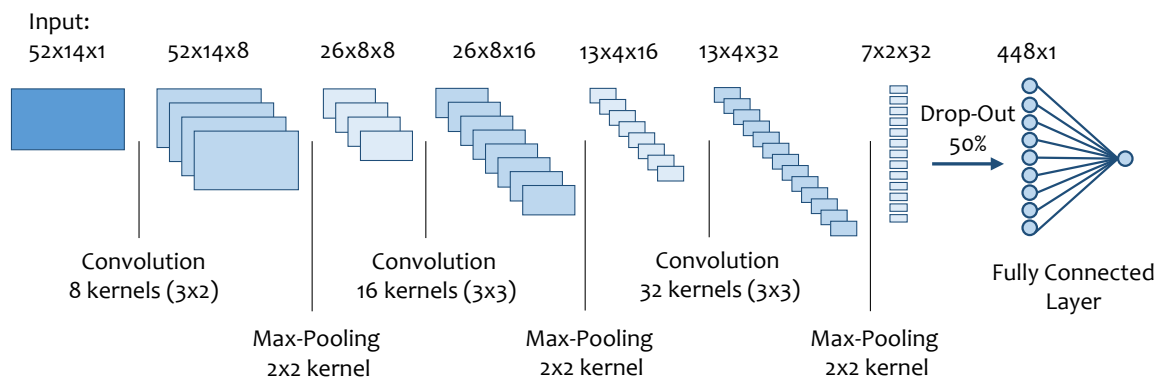 Input:
52x14x1
52x14x8
26x8x8
26x8x16
13x4x16
13x4x32
7x2x32
448x1
Drop-Out
50%
Convolution
8 kernels (3x2)
Convolution
16 kernels (3x3)
Convolution
32 kernels (3x3)
Fully Connected
Layer
Max-Pooling
2x2 kernel
Max-Pooling
2x2 kernel
Max-Pooling
2x2 kernel